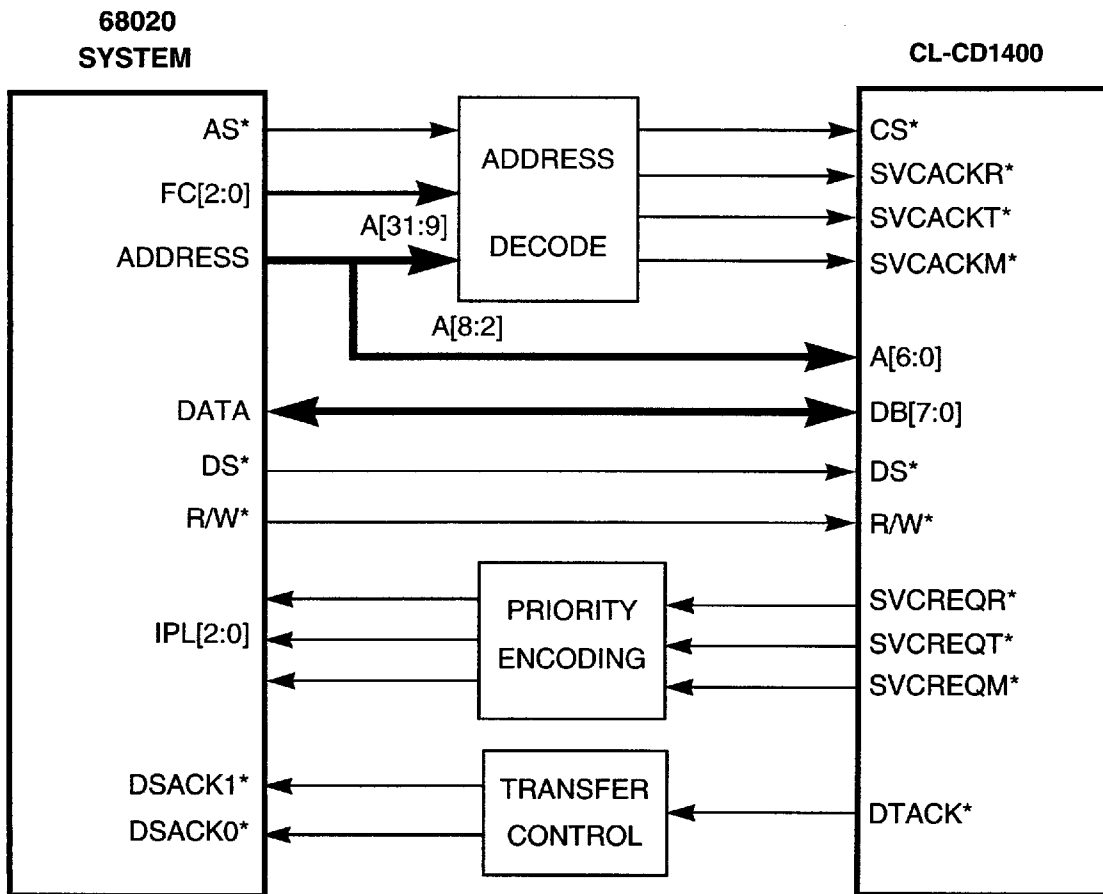 68020
SYSTEM
CL-CD1400
AS*
FC[2:0]
A[31:9]
ADDRESS
A[8:2]
DATA
DS*
R/W*
IPL[2:0]
DSACK1*
DSACK0*
ADDRESS
DECODE
PRIORITY
ENCODING
TRANSFER
CONTROL
CS*
SVCACKR*
SVCACKT*
SVCACKM*
A[6:0]
DB[7:0]
DS*
R/W*
SVCREQR*
SVCREQT*
SVCREQM*
DTACK*